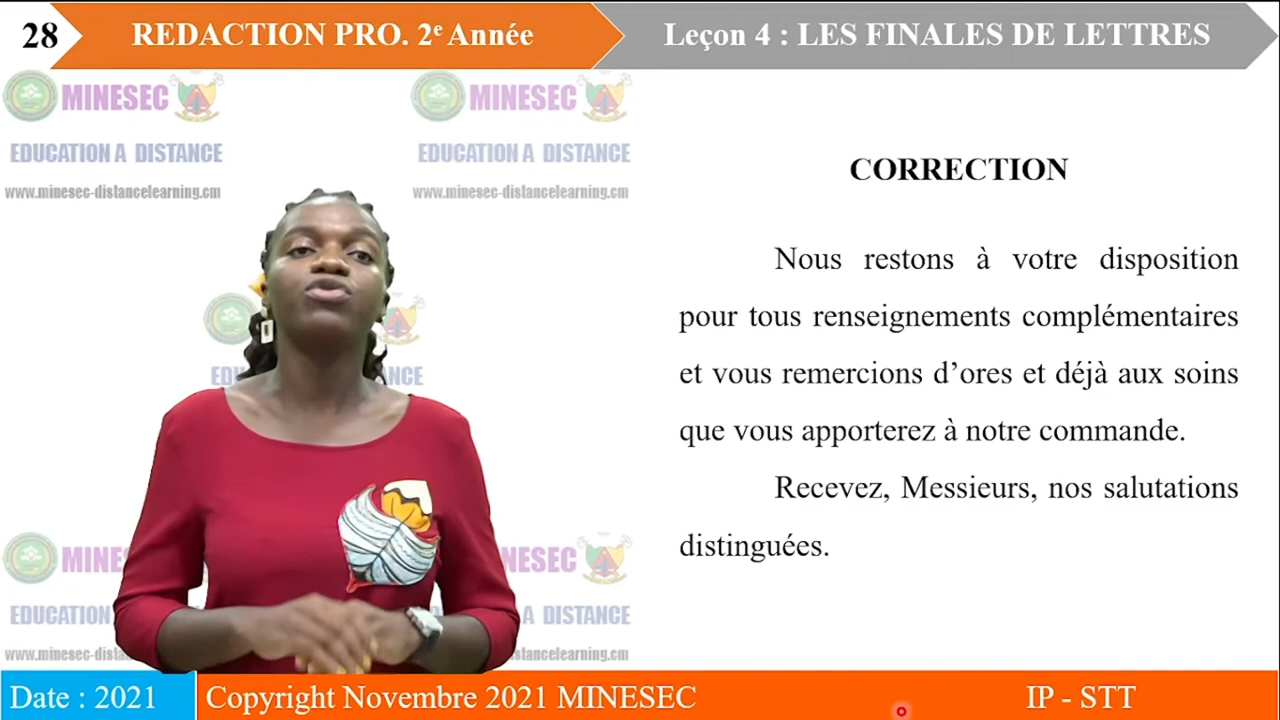 28
REDACTION PRO. 2e Année
Leçon 4 : LES FINALES DE LETTRES
MINESEC
MINESEC
EDUCATION A DISTANCE
EDUCATION A DISTANCE
www.minesec-distancelearning.cm
www.minesec-distancelearning.cm
CORRECTION
Nous restons à votre disposition
pour tous renseignements complémentaires
et vous remercions d’ores et déjà aux soins
que vous apporterez à notre commande.
Recevez, Messieurs, nos salutations
distinguées.
MINESEC
EDUCATION
A DISTANCE
stancelearning.cm
Date : 2021
Copyright Novembre 2021 MINESEC
IP - STT